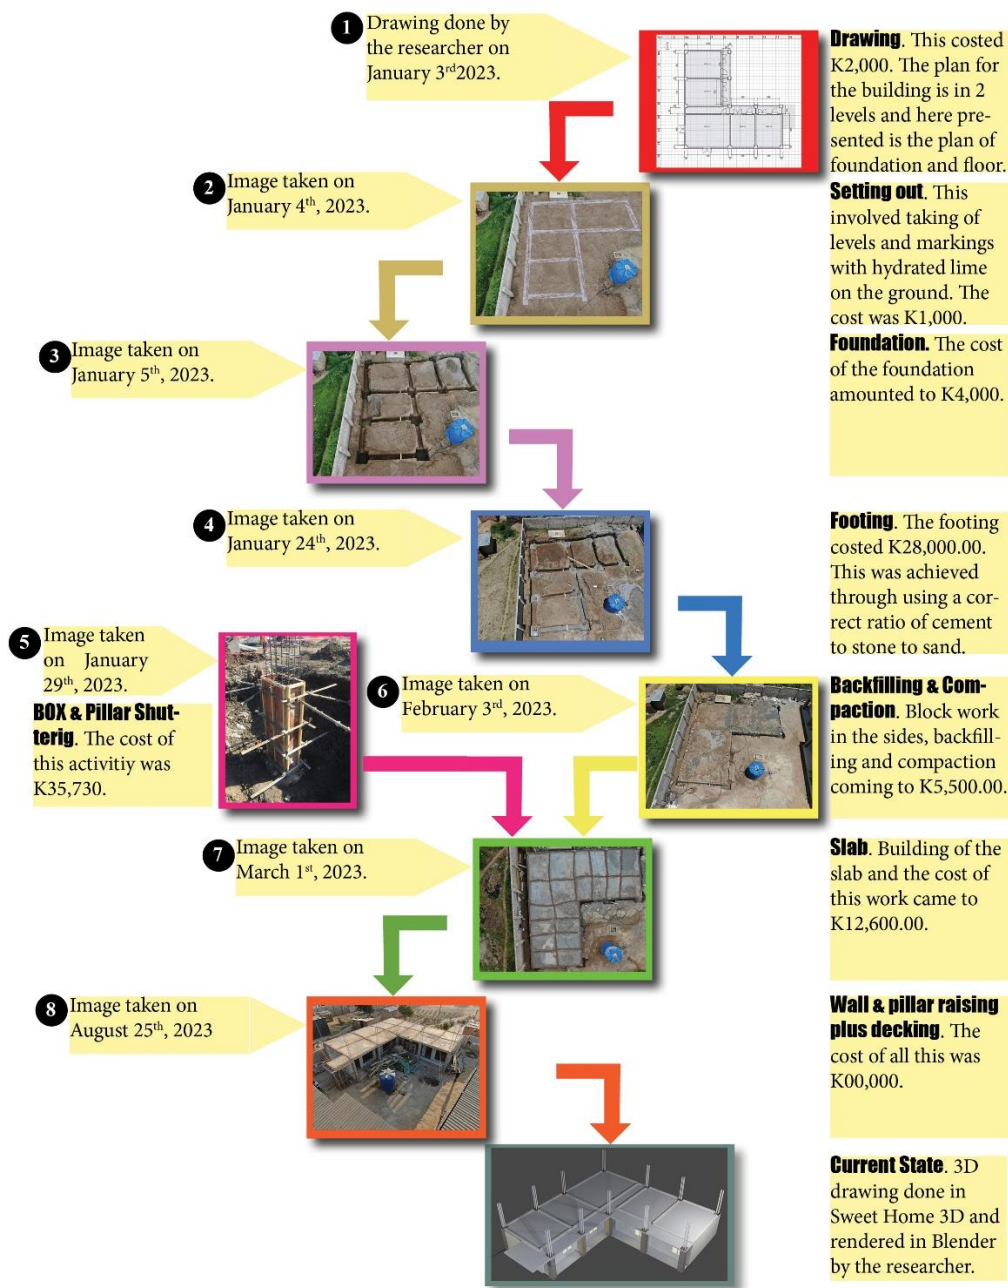 1
Drawing done by
the researcher on
January 3rd2023.
Drawing. This costed
K2,000. The plan for
the building is in 2
levels and here pre-
sented is the plan of
foundation and floor.
2
Image taken on
January 4th, 2023.
Setting out. This
involved taking of
levels and markings
with hydrated lime
on the ground. The
cost was K1,000.
3
Image taken on
January 5th, 2023.
Foundation. The cost
of the foundation
amounted to K4,000.
4
Image taken on
January 24th, 2023.
Footing. The footing
costed K28,000.00.
This was achieved
through using a cor-
rect ratio of cement
to stone to sand.
5
Image taken
on January
29th, 2023.
BOX & Pillar Shut-
terig. The cost of
this activitiy was
K35,730.
6
Image taken on
February 3rd, 2023.
Backfilling & Com-
paction. Block work
in the sides, backfill-
ing and compaction
coming to K5,500.00.
7
Image taken on
March 1st, 2023.
Slab. Building of the
slab and the cost of
this work came to
K12,600.00.
8
Image taken on
August 25th, 2023
Wall & pillar raising
plus decking. The
cost of all this was
K00,000.
Current State. 3D
drawing done in
Sweet Home 3D and
rendered in Blender
by the researcher.